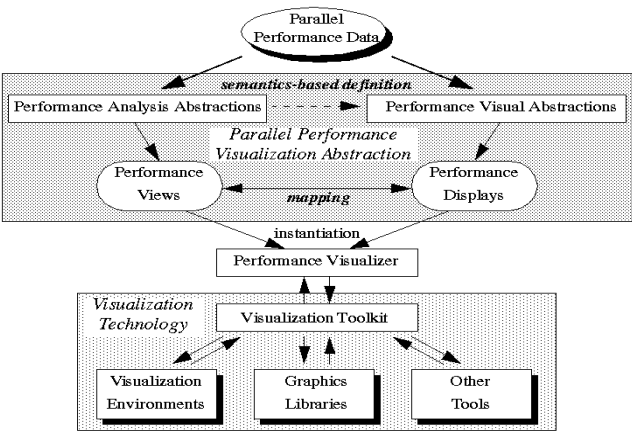 Parallel
Performance Data
semantics-based definition
Performance Analysis Abstractions
Performance Visual Abstractions
Parallel Performance
Visualization Abstraction
Performance
Views
Performance
Displays
mapping
instantiation
Performance Visualizer
Visualization
Technology
Visualization Toolkit
Visualization
Environments
Graphics
Libraries
Other
Tools